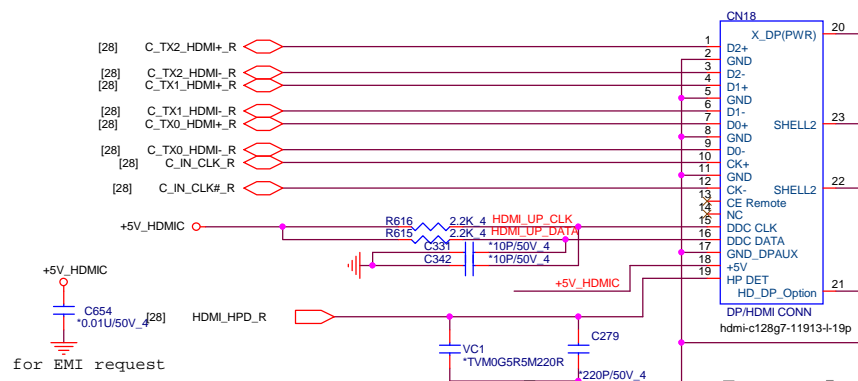 CN18
X_DP(PWR) 20
[28] C_TX2_HDMI+_R 1 D2+
2 GND
[28] C_TX2_HDMI-_R 3 D2-
[28] C_TX1_HDMI+_R 4 D1+
5 GND
[28] C_TX1_HDMI-_R 6 D1-
[28] C_TX0_HDMI+_R 7 D0+ SHELL2 23
8 GND
[28] C_TX0_HDMI-_R 9 D0-
[28] C_IN_CLK_R 10 CK+
11 GND
[28] C_IN_CLK#_R 12 CK- SHELL2 22
13 CE Remote
14 NC
+5V_HDMIC R616 2.2K_4 HDMI_UP_CLK 15 DDC CLK
R615 2.2K_4 HDMI_UP_DATA 16 DDC DATA
C331 *10P/50V_4 17 GND_DPAUX
C342 *10P/50V_4 18 +5V
+5V_HDMIC 19 HP DET
+5V_HDMIC HD_DP_Option 21
C654 DP/HDMI CONN
*0.01U/50V_4 [28] HDMI_HPD_R hdmi-c128g7-11913-l-19p
C279
VC1
for EMI request *TVM0G5R5M220R
*220P/50V_4